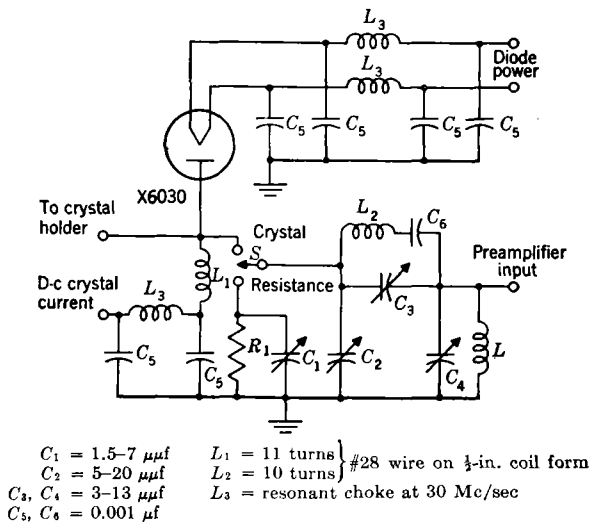 L₃
L₃
Diode power
C₅
C₅
C₅
C₅
X6030
To crystal holder
Crystal
S
L₂
C₆
Preamplifier input
D-c crystal current
L₃
L₁
Resistance
C₃
C₅
C₅
R₁
C₁
C₂
C₄
L
C₁ = 1.5–7 μμf
C₂ = 5–20 μμf
C₃, C₄ = 3–13 μμf
C₅, C₆ = 0.001 μf
L₁ = 11 turns
L₂ = 10 turns
} #28 wire on ½-in. coil form
L₃ = resonant choke at 30 Mc/sec